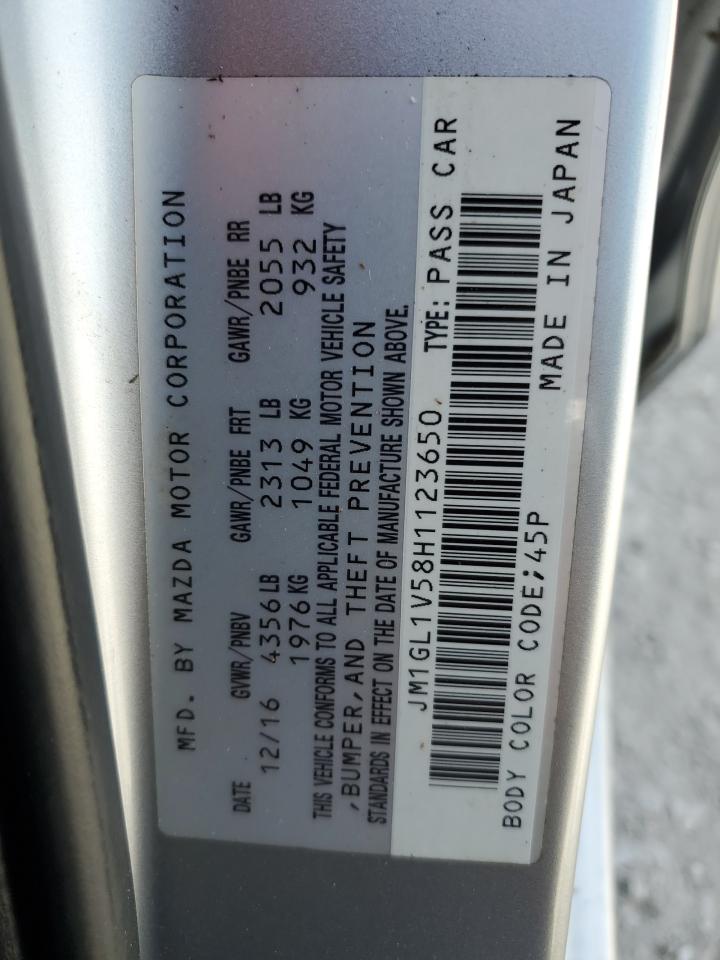 MFD. BY MAZDA MOTOR CORPORATION
DATE GVWR/PNBV GAWR/PNBE FRT GAWR/PNBE RR
12/16 4356LB 2313 LB 2055 LB
1976KG 1049 KG 932 KG
THIS VEHICLE CONFORMS TO ALL APPLICABLE FEDERAL MOTOR VEHICLE SAFETY
,BUMPER,AND THEFT PREVENTION
STANDARDS IN EFFECT ON THE DATE OF MANUFACTURE SHOWN ABOVE.
JM1GL1V58H1123650 TYPE: PASS CAR
BODY COLOR CODE;45P
MADE IN JAPAN